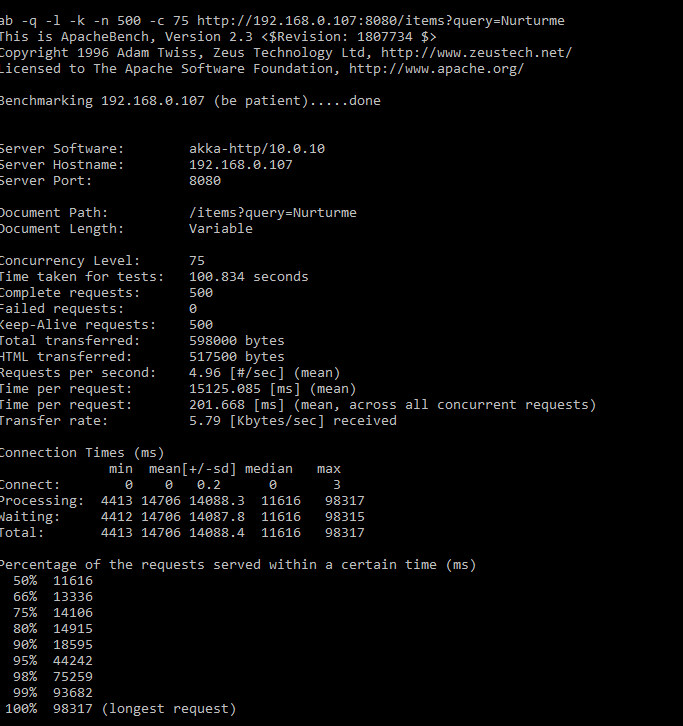 ab -q -l -k -n 500 -c 75 http://192.168.0.107:8080/items?query=Nurturme
This is ApacheBench, Version 2.3 <$Revision: 1807734 $>
Copyright 1996 Adam Twiss, Zeus Technology Ltd, http://www.zeustech.net/
Licensed to The Apache Software Foundation, http://www.apache.org/
Benchmarking 192.168.0.107 (be patient).....done
Server Software:        akka-http/10.0.10
Server Hostname:        192.168.0.107
Server Port:            8080
Document Path:          /items?query=Nurturme
Document Length:        Variable
Concurrency Level:      75
Time taken for tests:   100.834 seconds
Complete requests:      500
Failed requests:        0
Keep-Alive requests:    500
Total transferred:      598000 bytes
HTML transferred:       517500 bytes
Requests per second:    4.96 [#/sec] (mean)
Time per request:       15125.085 [ms] (mean)
Time per request:       201.668 [ms] (mean, across all concurrent requests)
Transfer rate:          5.79 [Kbytes/sec] received
Connection Times (ms)
              min  mean[+/-sd] median   max
Connect:        0    0   0.2      0       3
Processing:  4413 14706 14088.3  11616   98317
Waiting:     4412 14706 14087.8  11616   98315
Total:       4413 14706 14088.4  11616   98317
Percentage of the requests served within a certain time (ms)
  50%  11616
  66%  13336
  75%  14106
  80%  14915
  90%  18595
  95%  44242
  98%  75259
  99%  93682
 100%  98317 (longest request)